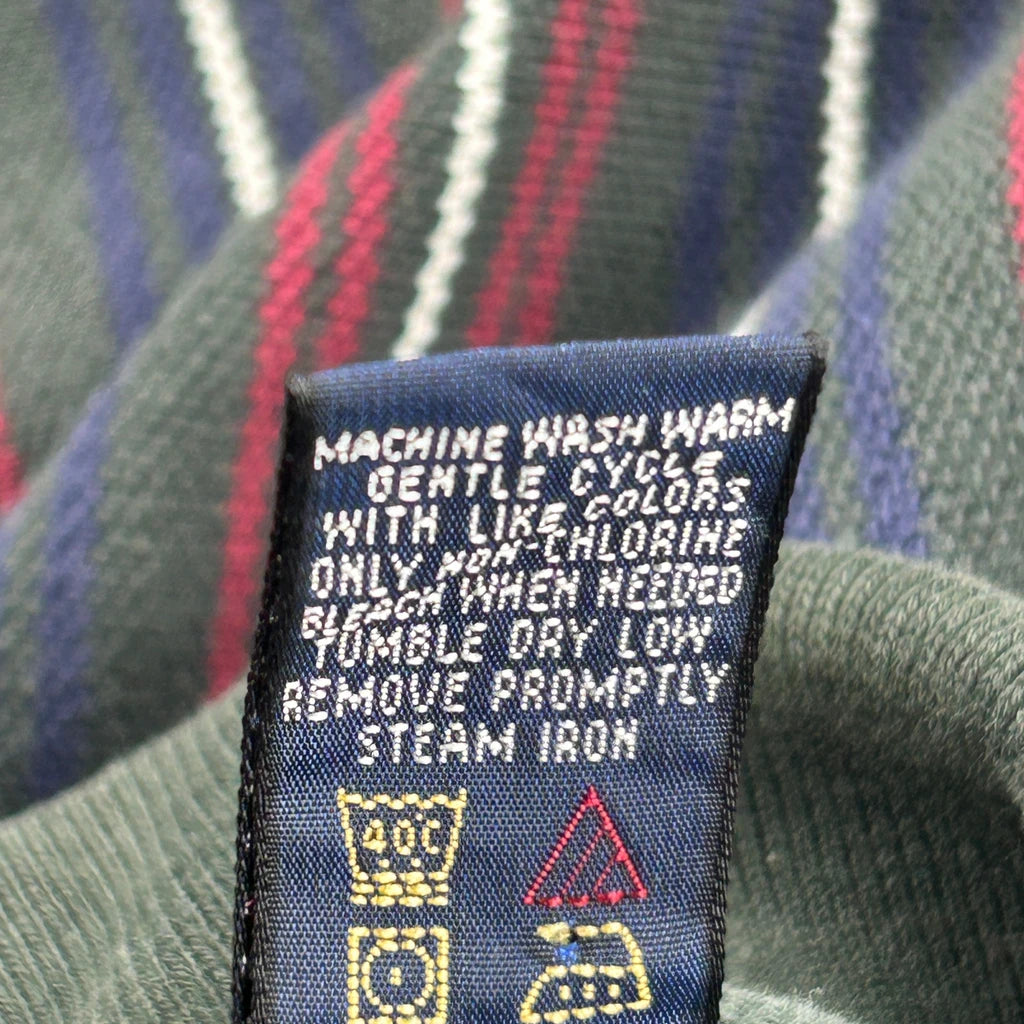 MACHINE WASH WARM
GENTLE CYCLE
WITH LIKE COLORS
ONLY NON-CHLORINE
BLEACH WHEN NEEDED
TUMBLE DRY LOW
REMOVE PROMPTLY
STEAM IRON
40C